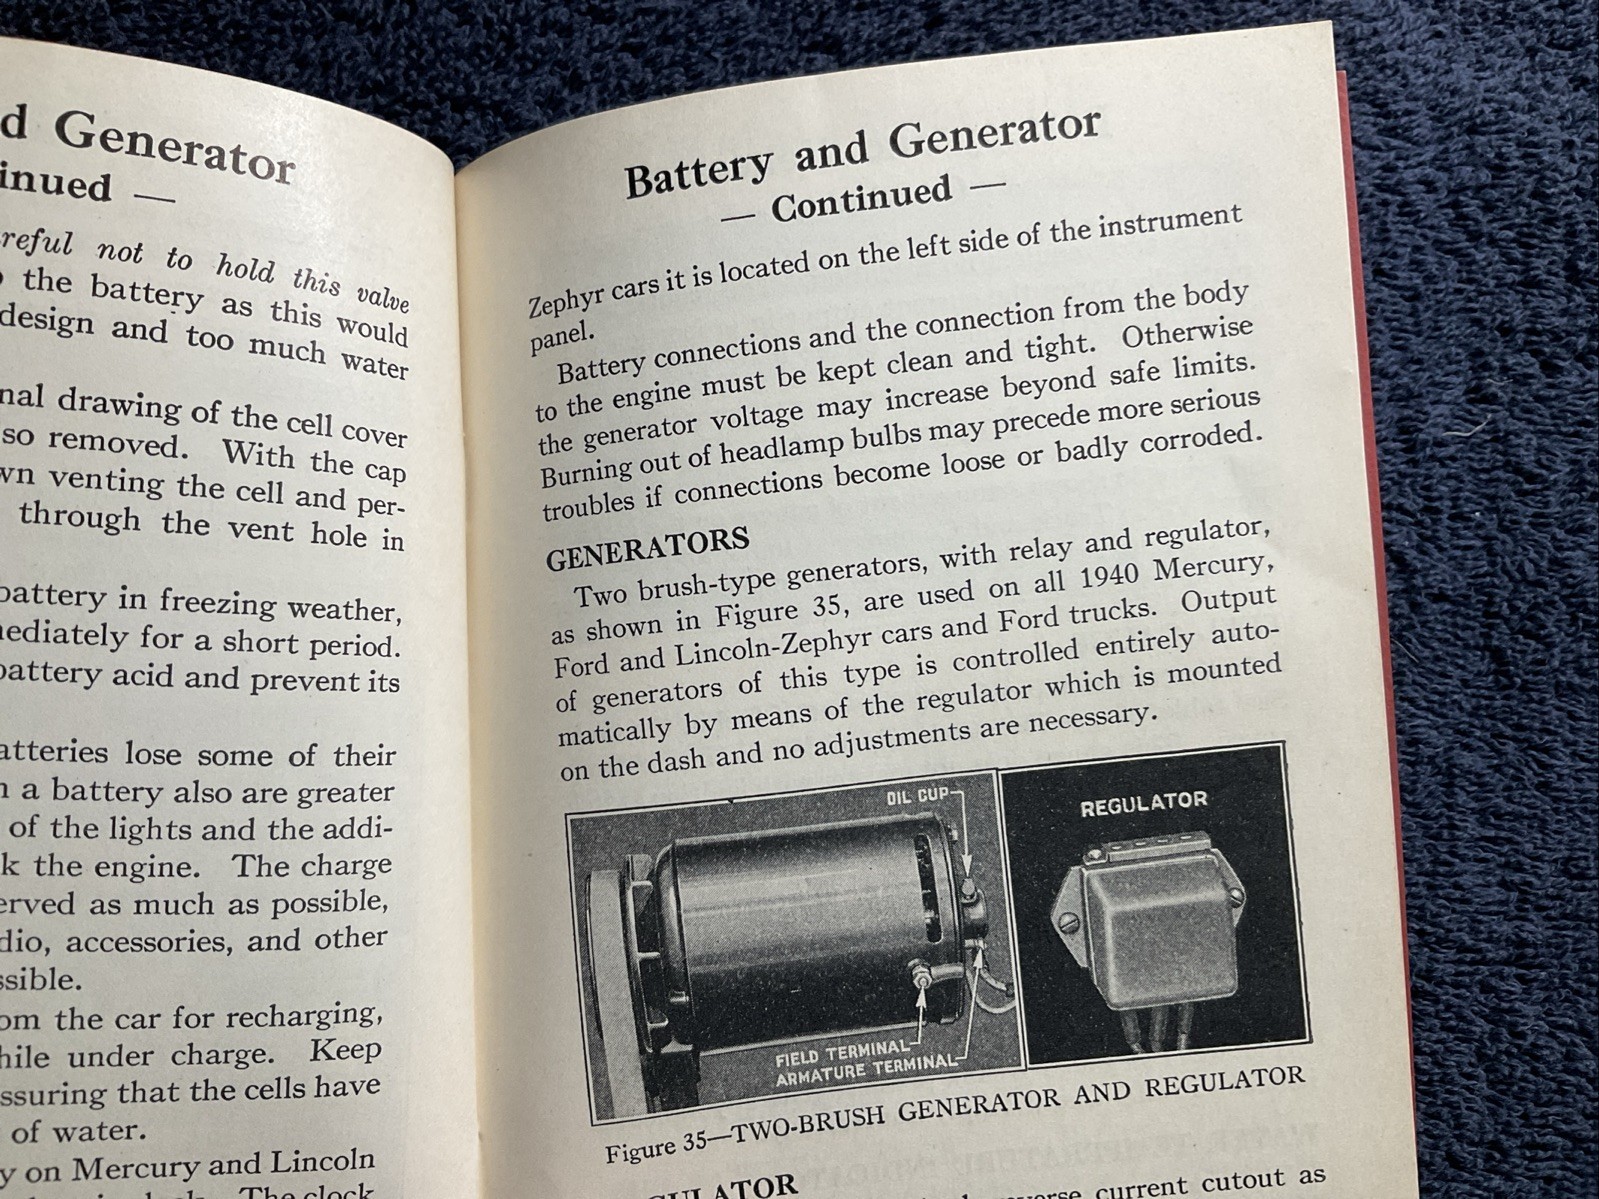 d Generator
inued —
reful not to hold this valve
the battery as this would
design and too much water
nal drawing of the cell cover
so removed. With the cap
wn venting the cell and per-
through the vent hole in
battery in freezing weather,
mediately for a short period.
battery acid and prevent its
atteries lose some of their
a battery also are greater
of the lights and the addi-
k the engine. The charge
erved as much as possible,
dio, accessories, and other
ssible.
om the car for recharging,
hile under charge. Keep
ssuring that the cells have
of water.
y on Mercury and Lincoln
The clock
Battery and Generator
— Continued —
Zephyr cars it is located on the left side of the instrument
panel.
Battery connections and the connection from the body
to the engine must be kept clean and tight. Otherwise
the generator voltage may increase beyond safe limits.
Burning out of headlamp bulbs may precede more serious
troubles if connections become loose or badly corroded.
GENERATORS
Two brush-type generators, with relay and regulator,
as shown in Figure 35, are used on all 1940 Mercury,
Ford and Lincoln-Zephyr cars and Ford trucks. Output
of generators of this type is controlled entirely auto-
matically by means of the regulator which is mounted
on the dash and no adjustments are necessary.
OIL CUP
FIELD TERMINAL
ARMATURE TERMINAL
REGULATOR
Figure 35—TWO-BRUSH GENERATOR AND REGULATOR
ULATOR
current cutout as